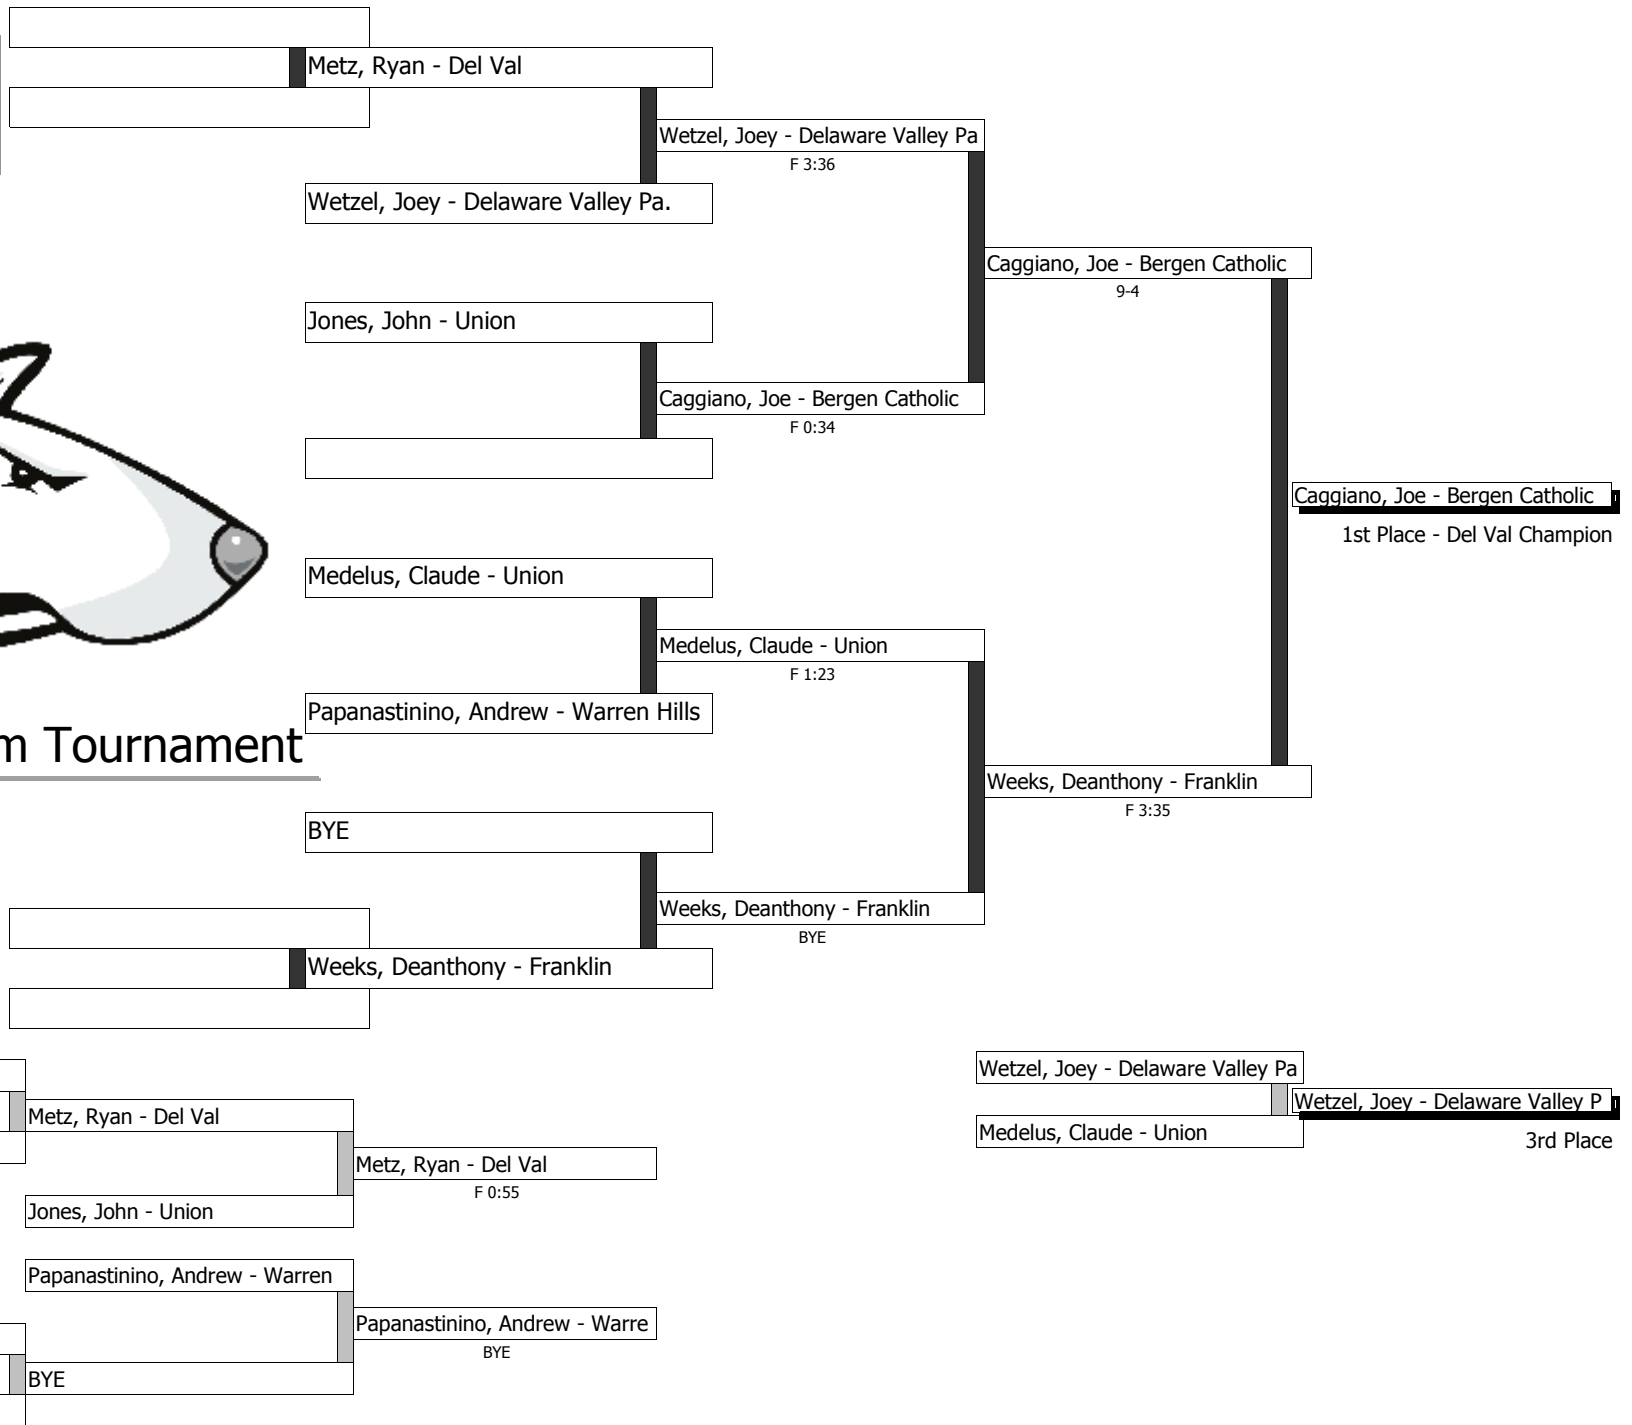 Metz, Ryan - Del Val
Wetzel, Joey - Delaware Valley Pa
F 3:36
Wetzel, Joey - Delaware Valley Pa.
Caggiano, Joe - Bergen Catholic
9-4
Jones, John - Union
Caggiano, Joe - Bergen Catholic
F 0:34
Caggiano, Joe - Bergen Catholic
1st Place - Del Val Champion
Medelus, Claude - Union
Medelus, Claude - Union
F 1:23
Papanastinino, Andrew - Warren Hills
m Tournament
Weeks, Deanthony - Franklin
F 3:35
BYE
Weeks, Deanthony - Franklin
BYE
Weeks, Deanthony - Franklin
Wetzel, Joey - Delaware Valley Pa
Wetzel, Joey - Delaware Valley P
Medelus, Claude - Union
3rd Place
Metz, Ryan - Del Val
Metz, Ryan - Del Val
F 0:55
Jones, John - Union
Papanastinino, Andrew - Warren
Papanastinino, Andrew - Warre
BYE
BYE